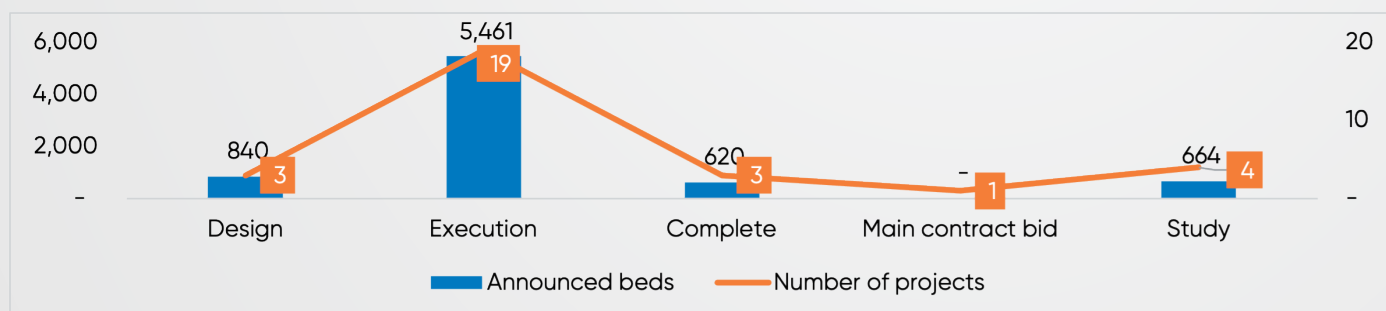 6,000
4,000
2,000
-
5,461
840
620
-
664
19
3
3
1
4
20
10
-
Design
Execution
Complete
Main contract bid
Study
Announced beds
Number of projects